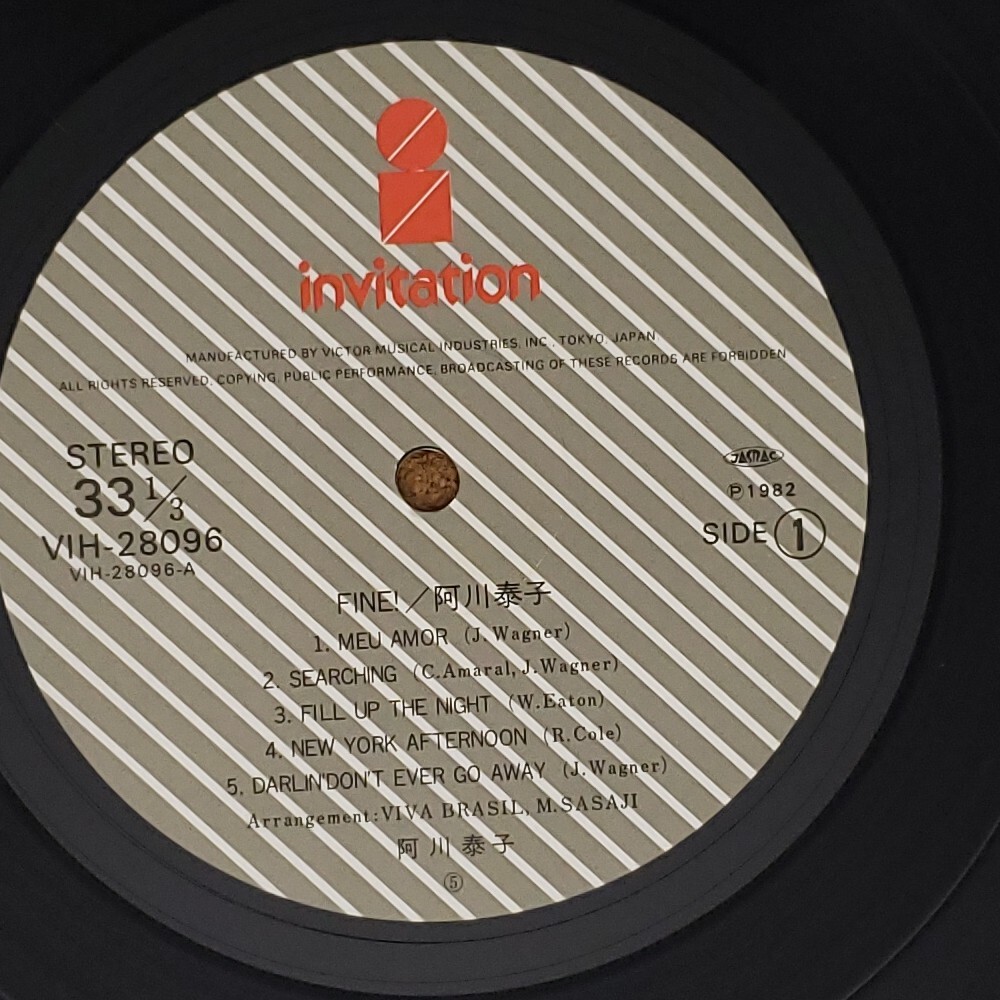 invitation
MANUFACTURED BY VICTOR MUSICAL INDUSTRIES, INC., TOKYO, JAPAN
ALL RIGHTS RESERVED. COPYING, PUBLIC PERFORMANCE, BROADCASTING OF THESE RECORDS ARE FORBIDDEN
STEREO
33 1/3
VIH-28096
VIH-28096-A
JASRAC
℗1982
SIDE 1
FINE!/阿川泰子
1. MEU AMOR (J. Wagner)
2. SEARCHING (C.Amaral, J.Wagner)
3. FILL UP THE NIGHT (W.Eaton)
4. NEW YORK AFTERNOON (R.Cole)
5. DARLIN'DON'T EVER GO AWAY (J.Wagner)
Arrangement:VIVA BRASIL, M.SASAJI
阿川泰子
⑤